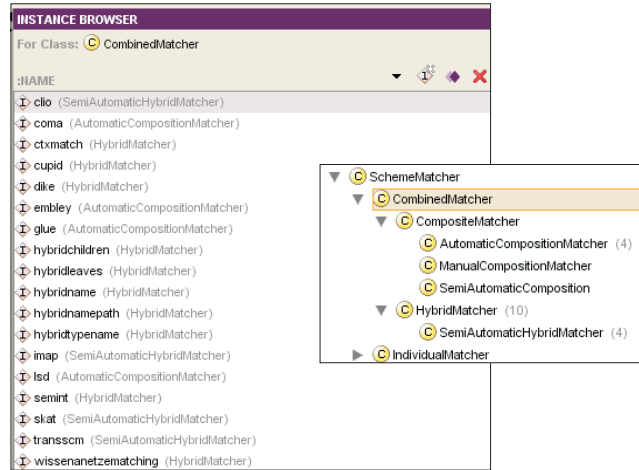 INSTANCE BROWSER
For Class: C CombinedMatcher
:NAME
clio (SemiAutomaticHybridMatcher)
coma (AutomaticCompositionMatcher)
ctxmatch (HybridMatcher)
cupid (HybridMatcher)
dike (HybridMatcher)
embley (AutomaticCompositionMatcher)
glue (AutomaticCompositionMatcher)
hybridchildren (HybridMatcher)
hybridleaves (HybridMatcher)
hybridname (HybridMatcher)
hybridnamepath (HybridMatcher)
hybridtypename (HybridMatcher)
imap (SemiAutomaticHybridMatcher)
lsd (AutomaticCompositionMatcher)
semint (HybridMatcher)
skat (SemiAutomaticHybridMatcher)
transscm (SemiAutomaticHybridMatcher)
wissenanetzematching (HybridMatcher)
C SchemeMatcher
C CombinedMatcher
C CompositeMatcher
C AutomaticCompositionMatcher (4)
C ManualCompositionMatcher
C SemiAutomaticComposition
C HybridMatcher (10)
C SemiAutomaticHybridMatcher (4)
C IndividualMatcher